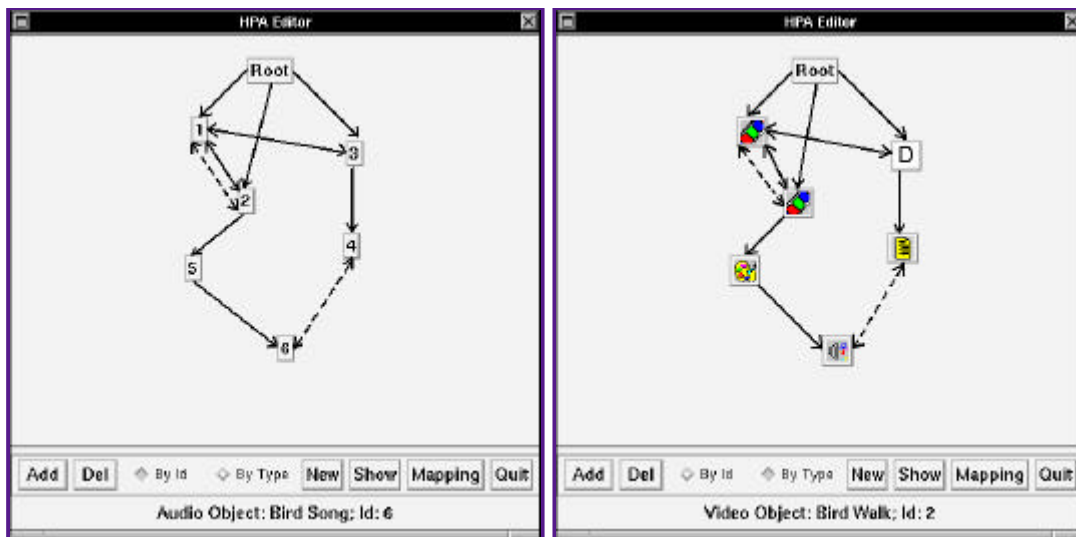 HPA Editor
Root
1
3
2
4
5
6
Add Del By Id By Type New Show Mapping Quit
Audio Object: Bird Song; Id: 6
HPA Editor
Root
D
Add Del By Id By Type New Show Mapping Quit
Video Object: Bird Walk; Id: 2